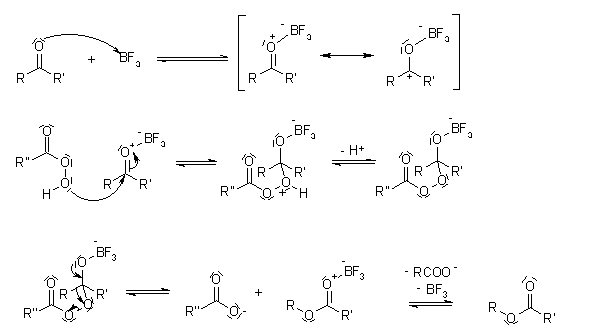 O + BF3 R R' O + - BF3 R R' O - BF3 R + R'
O R" O O H O + - BF3 R R' O - BF3 R R' O R" O O + H - H+ O - BF3 R R' O R" O O
O - BF3 R R' O R" O O O R" O - + O + - BF3 R O R' - RCOO - - BF3 O R O R'